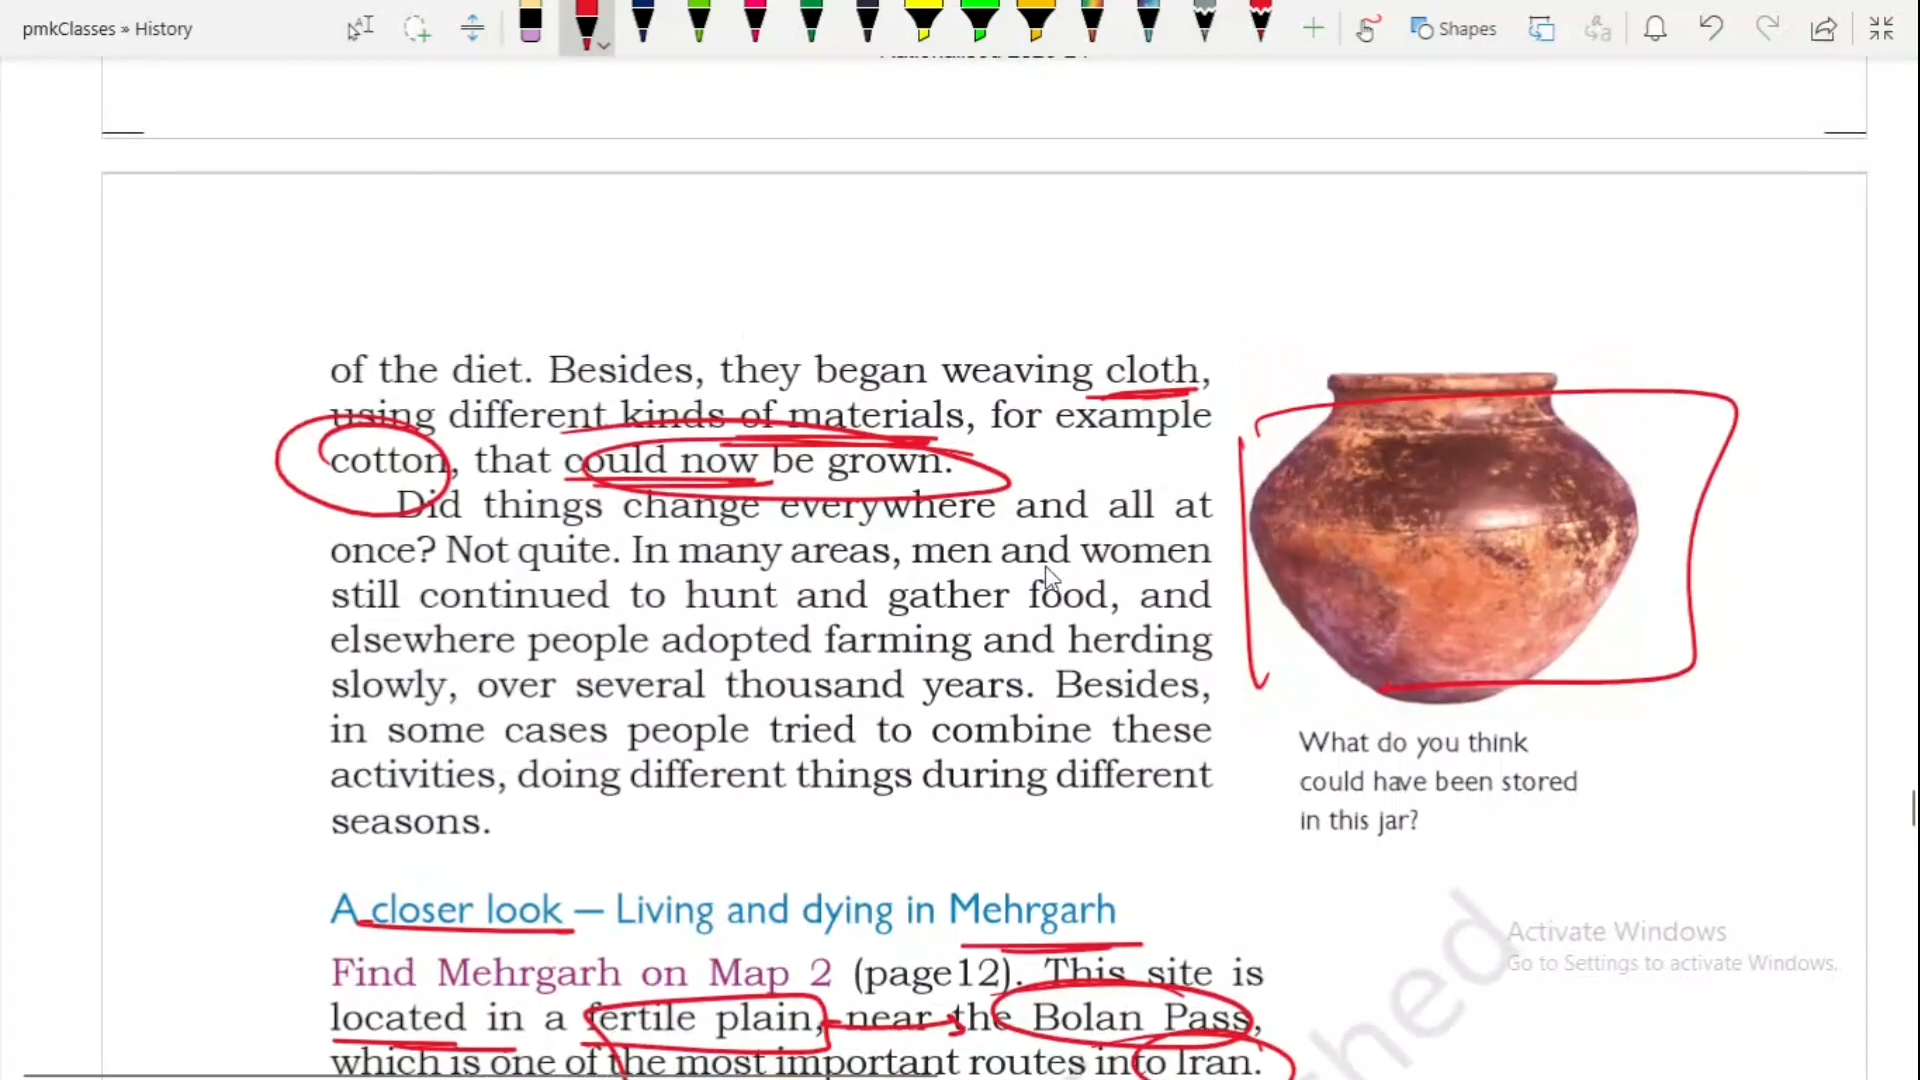 pmkClasses » History
Shapes
of the diet. Besides, they began weaving cloth,
using different kinds of materials, for example
cotton, that could now be grown.
Did things change everywhere and all at
once? Not quite. In many areas, men and women
still continued to hunt and gather food, and
elsewhere people adopted farming and herding
slowly, over several thousand years. Besides,
in some cases people tried to combine these
activities, doing different things during different
seasons.
What do you think
could have been stored
in this jar?
A closer look — Living and dying in Mehrgarh
Find Mehrgarh on Map 2 (page12). This site is
located in a fertile plain, near the Bolan Pass,
which is one of the most important routes into Iran.
Activate Windows
Go to Settings to activate Windows.